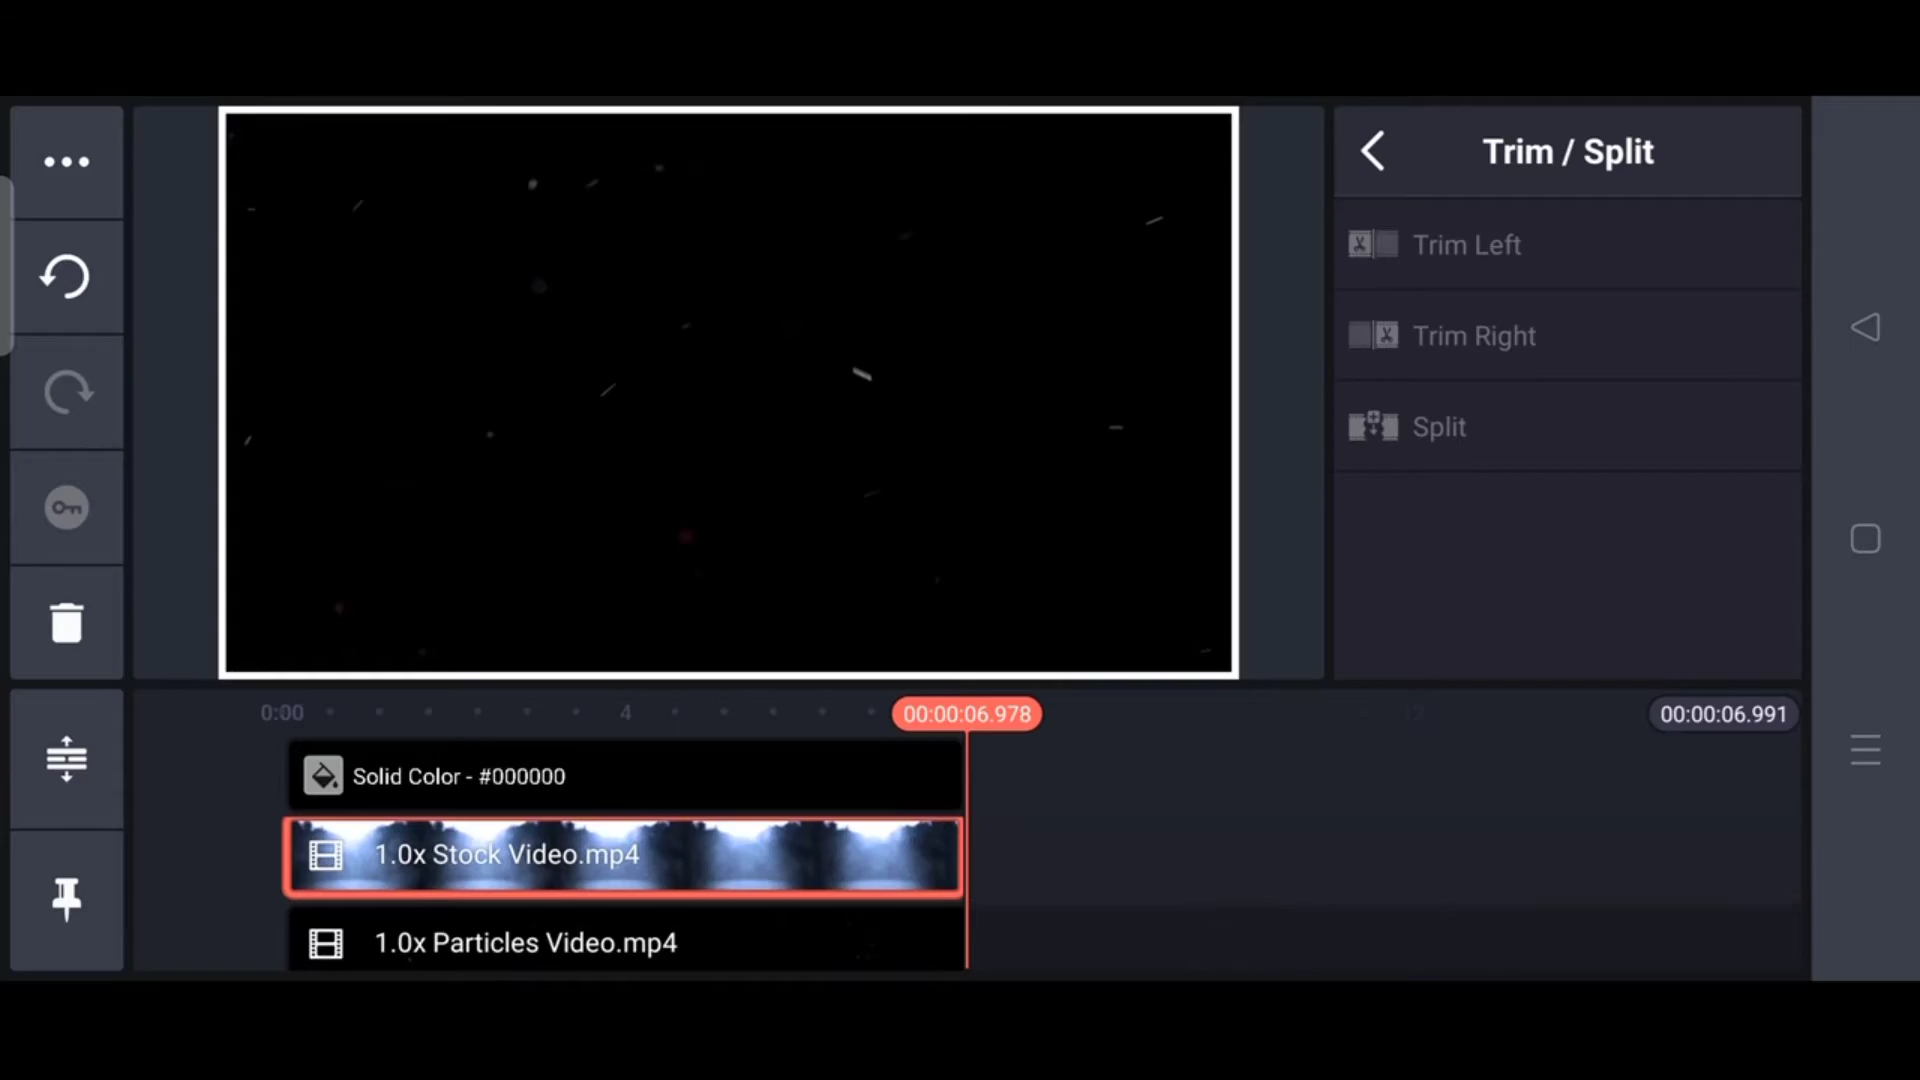 Trim / Split
Trim Left
Trim Right
Split
0:00
4
00:00:06.978
12
00:00:06.991
Solid Color - #000000
1.0x Stock Video.mp4
1.0x Particles Video.mp4